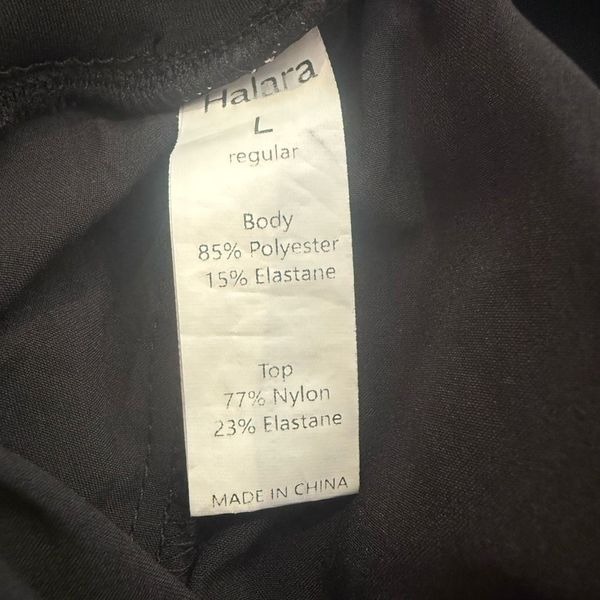 Halara
L
regular
Body
85% Polyester
15% Elastane
Top
77% Nylon
23% Elastane
MADE IN CHINA